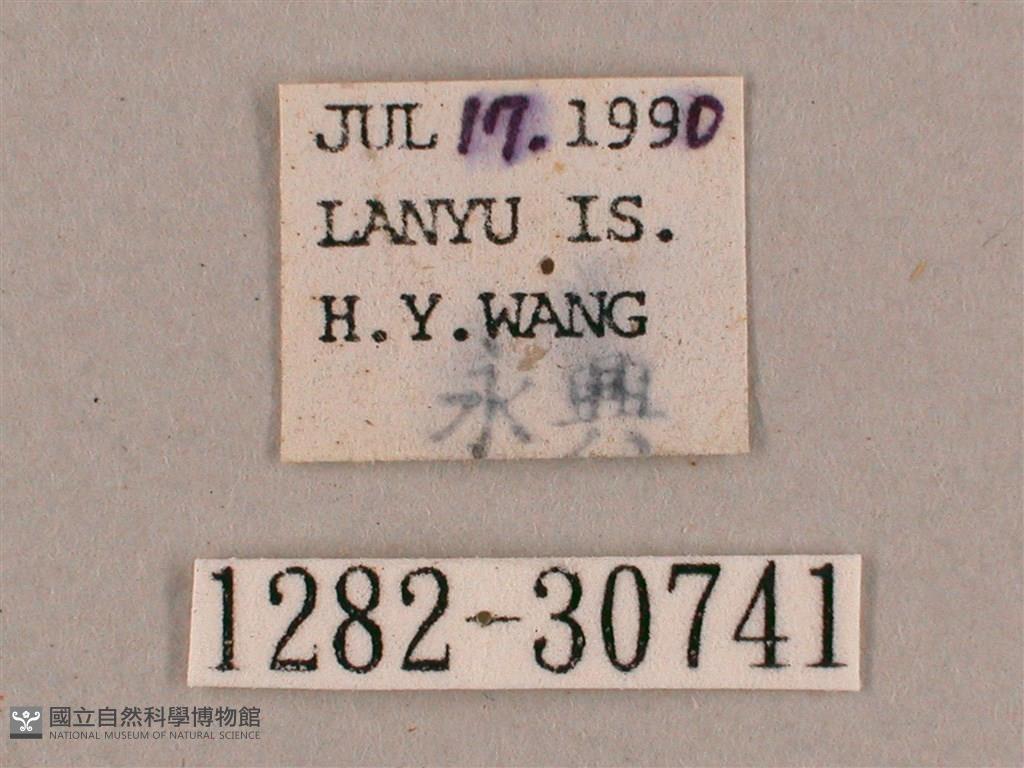 JUL 17. 1990
LANYU IS.
H.Y.WANG
永興
1282-30741
國立自然科學博物館
NATIONAL MUSEUM OF NATURAL SCIENCE